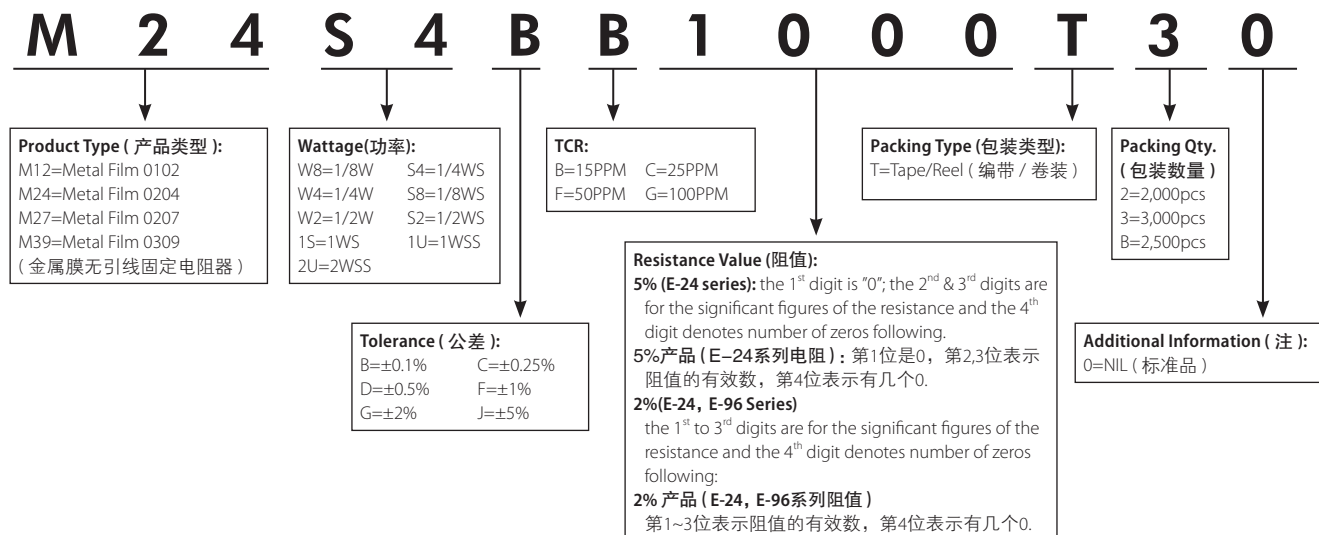 M 2 4 S 4 B B 1 0 0 0 T 3 0
Product Type ( 产品类型 ):
M12=Metal Film 0102
M24=Metal Film 0204
M27=Metal Film 0207
M39=Metal Film 0309
( 金属膜无引线固定电阻器 )
Wattage(功率):
W8=1/8W S4=1/4WS
W4=1/4W S8=1/8WS
W2=1/2W S2=1/2WS
1S=1WS 1U=1WSS
2U=2WSS
Tolerance ( 公差 ):
B=±0.1% C=±0.25%
D=±0.5% F=±1%
G=±2% J=±5%
TCR:
B=15PPM C=25PPM
F=50PPM G=100PPM
Resistance Value (阻值):
5% (E-24 series): the 1st digit is "0"; the 2nd & 3rd digits are
for the significant figures of the resistance and the 4th
digit denotes number of zeros following.
5%产品 ( E-24系列电阻 ) : 第1位是0，第2,3位表示
阻值的有效数，第4位表示有几个0.
2%(E-24, E-96 Series)
the 1st to 3rd digits are for the significant figures of the
resistance and the 4th digit denotes number of zeros
following:
2% 产品 ( E-24, E-96系列阻值 )
第1~3位表示阻值的有效数，第4位表示有几个0.
Packing Type (包装类型):
T=Tape/Reel ( 编带 / 卷装 )
Packing Qty.
( 包装数量 )
2=2,000pcs
3=3,000pcs
B=2,500pcs
Additional Information ( 注 ):
0=NIL ( 标准品 )